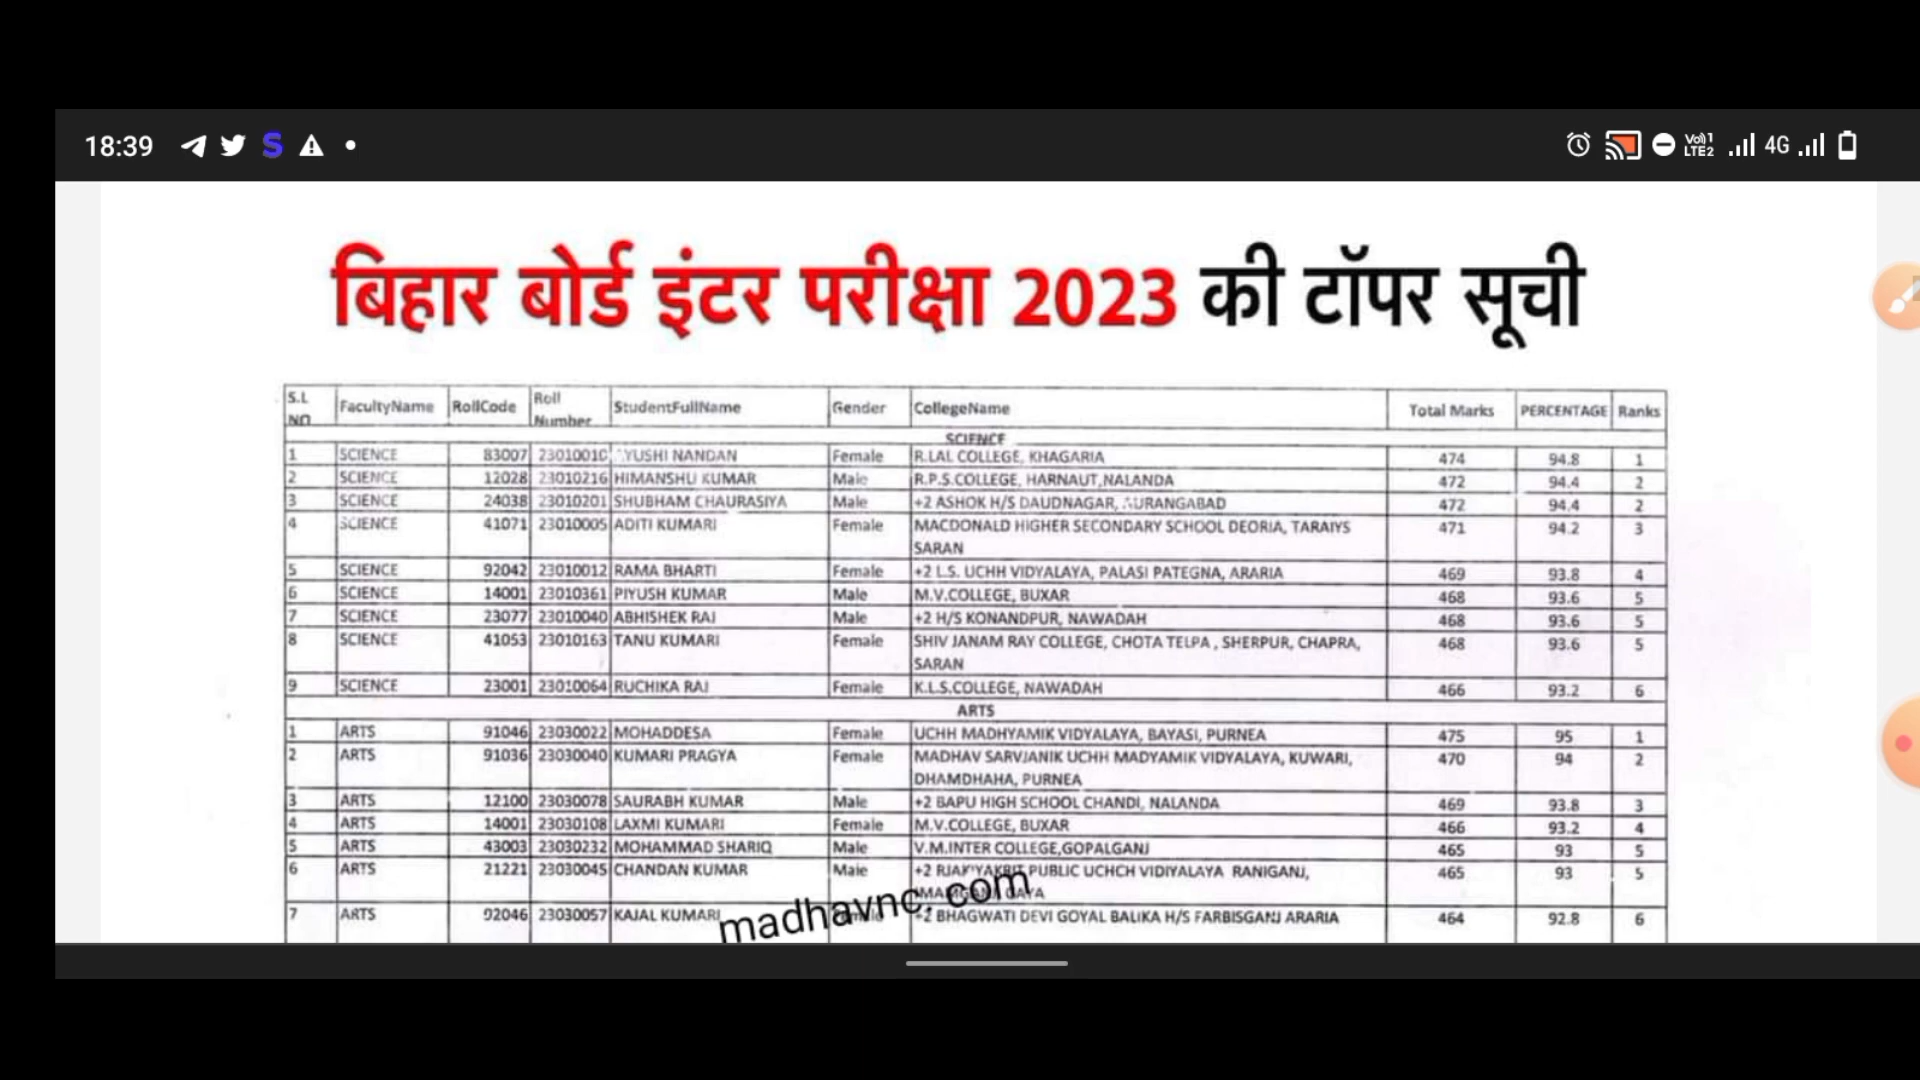 18:39 S Vo)) 1 LTE2 4G
बिहार बोर्ड इंटर परीक्षा 2023 की टॉपर सूची
S.L NO FacultyName RollCode Roll Number StudentFullName Gender CollegeName Total Marks PERCENTAGE Ranks
SCIENCE
1 SCIENCE 83007 23010010 AYUSHI NANDAN Female R.LAL COLLEGE, KHAGARIA 474 94.8 1
2 SCIENCE 12028 23010216 HIMANSHU KUMAR Male R.P.S.COLLEGE, HARNAUT,NALANDA 472 94.4 2
3 SCIENCE 24038 23010201 SHUBHAM CHAURASIYA Male +2 ASHOK H/S DAUDNAGAR, AURANGABAD 472 94.4 2
4 SCIENCE 41071 23010005 ADITI KUMARI Female MACDONALD HIGHER SECONDARY SCHOOL DEORIA, TARAIYS 471 94.2 3
SARAN
5 SCIENCE 92042 23010012 RAMA BHARTI Female +2 L.S. UCHH VIDYALAYA, PALASI PATEGNA, ARARIA 469 93.8 4
6 SCIENCE 14001 23010361 PIYUSH KUMAR Male M.V.COLLEGE, BUXAR 468 93.6 5
7 SCIENCE 23077 23010040 ABHISHEK RAJ Male +2 H/S KONANDPUR, NAWADAH 468 93.6 5
8 SCIENCE 41053 23010163 TANU KUMARI Female SHIV JANAM RAY COLLEGE, CHOTA TELPA , SHERPUR, CHAPRA, 468 93.6 5
SARAN
9 SCIENCE 23001 23010064 RUCHIKA RAJ Female K.L.S.COLLEGE, NAWADAH 466 93.2 6
ARTS
1 ARTS 91046 23030022 MOHADDESA Female UCHH MADHYAMIK VIDYALAYA, BAYASI, PURNEA 475 95 1
2 ARTS 91036 23030040 KUMARI PRAGYA Female MADHAV SARVJANIK UCHH MADYAMIK VIDYALAYA, KUWARI, 470 94 2
DHAMDHAHA, PURNEA
3 ARTS 12100 23030078 SAURABH KUMAR Male +2 BAPU HIGH SCHOOL CHANDI, NALANDA 469 93.8 3
4 ARTS 14001 23030108 LAXMI KUMARI Female M.V.COLLEGE, BUXAR 466 93.2 4
5 ARTS 43003 23030232 MOHAMMAD SHARIQ Male V.M.INTER COLLEGE,GOPALGANJ 465 93 5
6 ARTS 21221 23030045 CHANDAN KUMAR Male +2 PUBLIC UCHCH VIDIYALAYA RANIGANJ, 465 93 5
GAYA
7 ARTS 92046 23030057 KAJAL KUMARI Female +2 BHAGWATI DEVI GOYAL BALIKA H/S FARBISGANJ ARARIA 464 92.8 6
madhavnc.com